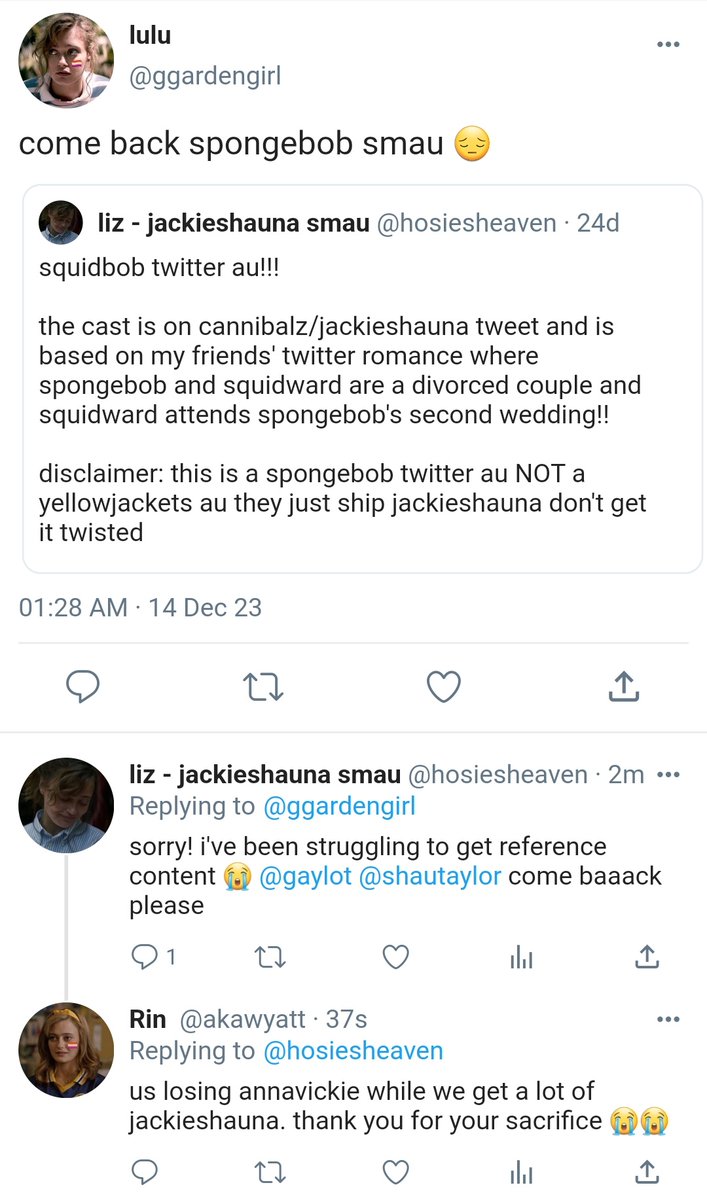 lulu
@ggardengirl
come back spongebob smau 😔
liz - jackieshauna smau @hosiesheaven · 24d
squidbob twitter au!!!
the cast is on cannibalz/jackieshauna tweet and is
based on my friends' twitter romance where
spongebob and squidward are a divorced couple and
squidward attends spongebob's second wedding!!
disclaimer: this is a spongebob twitter au NOT a
yellowjackets au they just ship jackieshauna don't get
it twisted
01:28 AM · 14 Dec 23
liz - jackieshauna smau @hosiesheaven · 2m
Replying to @ggardengirl
sorry! i've been struggling to get reference
content 😭 @gaylot @shautaylor come baaack
please
1
Rin @akawyatt · 37s
Replying to @hosiesheaven
us losing annavickie while we get a lot of
jackieshauna. thank you for your sacrifice 😭😭